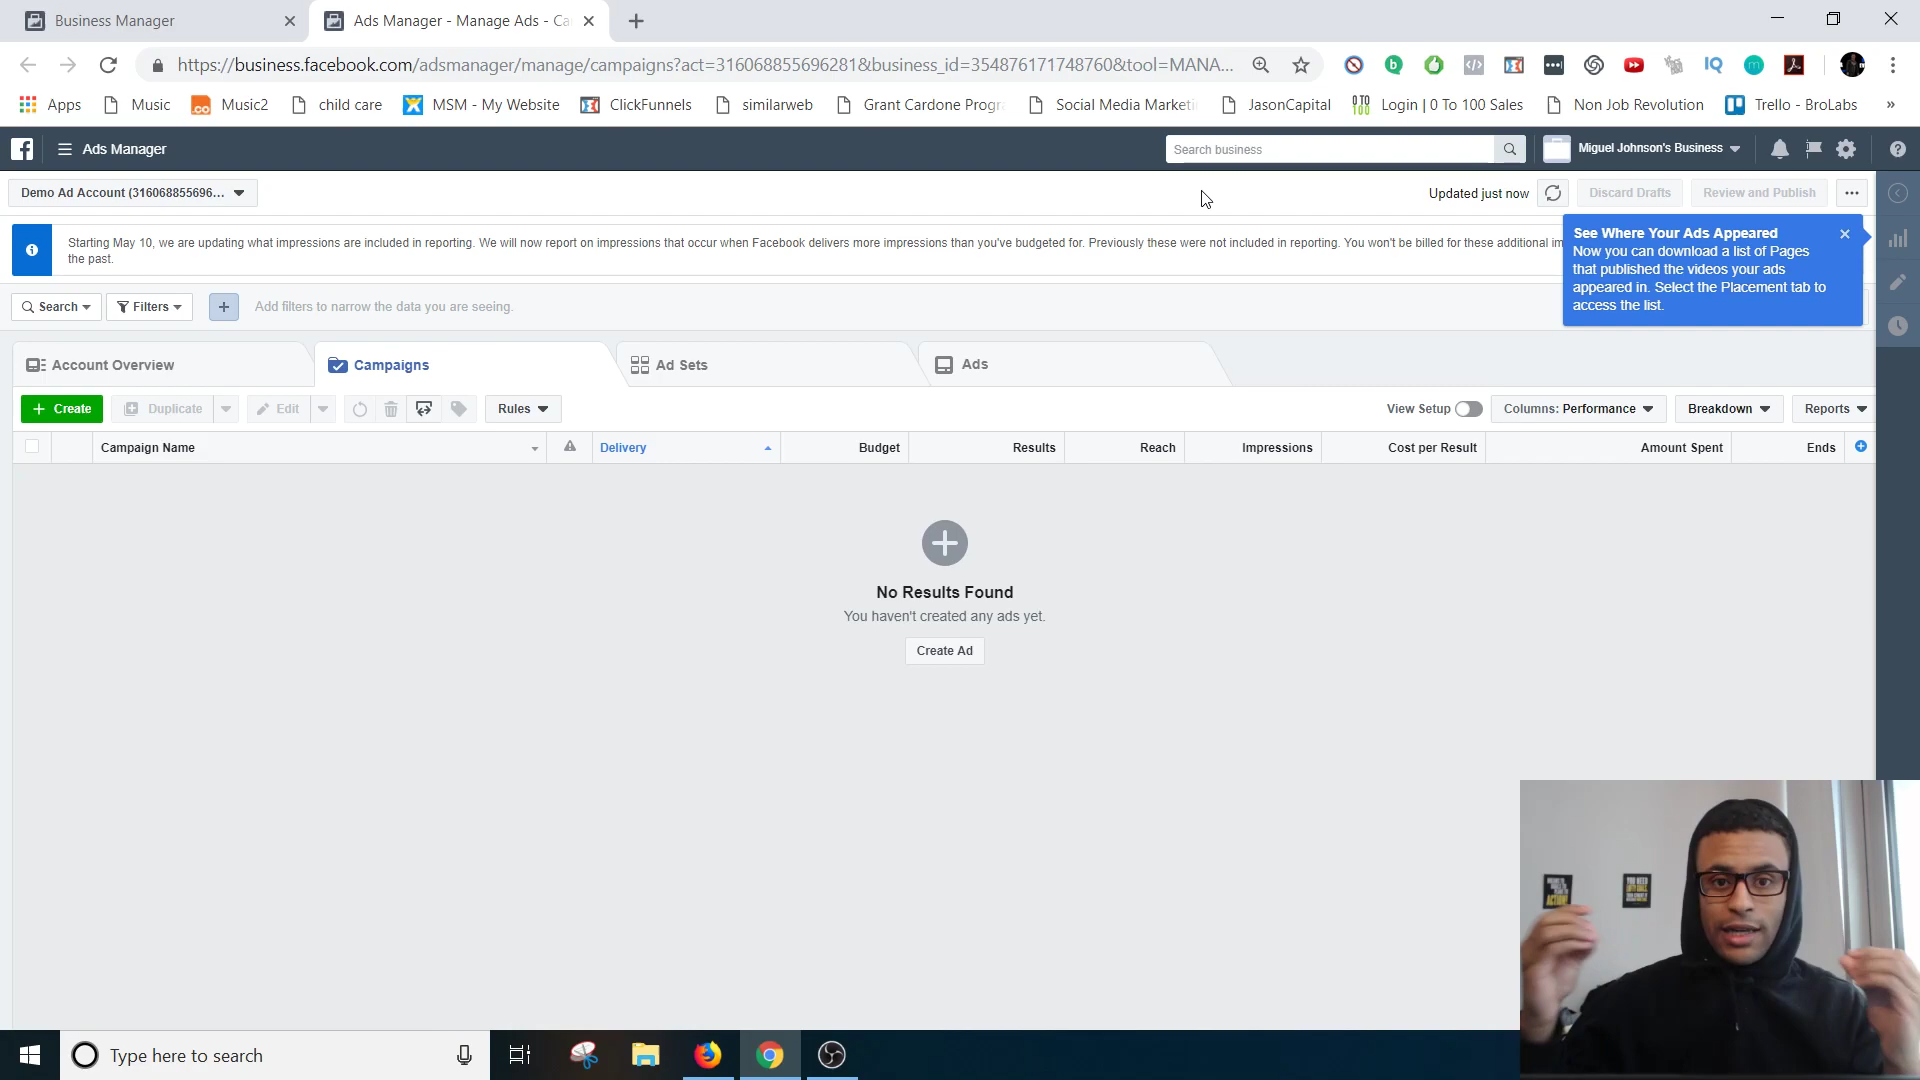 Business Manager
Ads Manager - Manage Ads - Ca
https://business.facebook.com/adsmanager/manage/campaigns?act=316068855696281&business_id=354876171748760&tool=MANA...
Apps
Music
Music2
child care
MSM - My Website
ClickFunnels
similarweb
Grant Cardone Progra
Social Media Marketi
JasonCapital
Login | 0 To 100 Sales
Non Job Revolution
Trello - BroLabs
»
Ads Manager
Search business
Miguel Johnson's Business
Demo Ad Account (31606885569​6...
Updated just now
Discard Drafts
Review and Publish
Starting May 10, we are updating what impressions are included in reporting. We will now report on impressions that occur when Facebook delivers more impressions than you've budgeted for. Previously these were not included in reporting. You won't be billed for these additional im
the past.
See Where Your Ads Appeared
Now you can download a list of Pages
that published the videos your ads
appeared in. Select the Placement tab to
access the list.
Search
Filters
Add filters to narrow the data you are seeing.
Account Overview
Campaigns
Ad Sets
Ads
Create
Duplicate
Edit
Rules
View Setup
Columns: Performance
Breakdown
Reports
Campaign Name
Delivery
Budget
Results
Reach
Impressions
Cost per Result
Amount Spent
Ends
No Results Found
You haven't created any ads yet.
Create Ad
ACTION!
YOU NEED
Type here to search